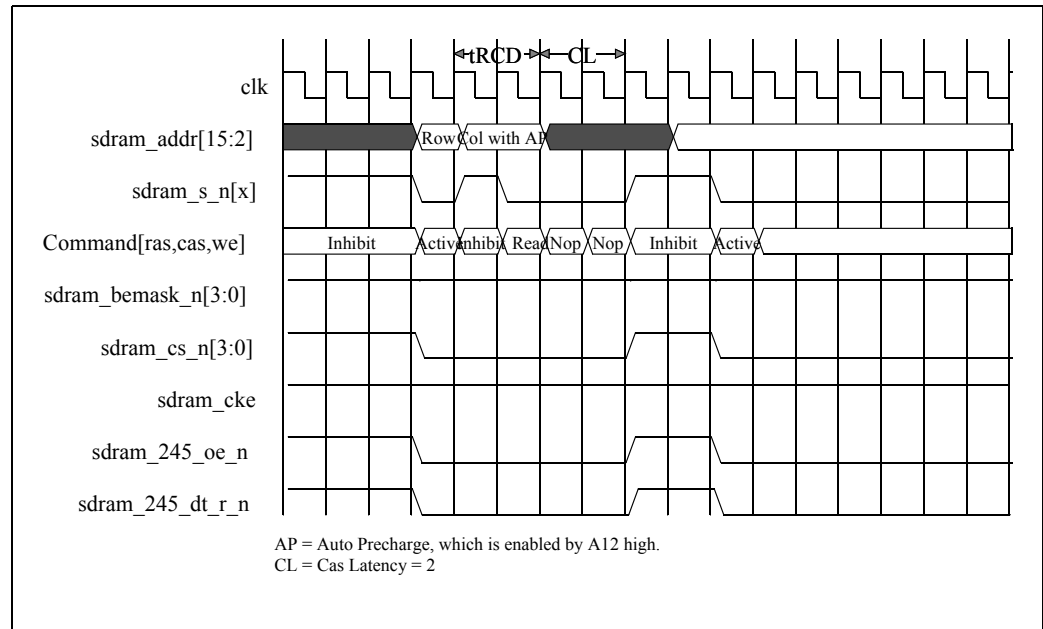 tRCD CL
clk
sdram_addr[15:2] Row Col with AP
sdram_s_n[x]
Command[ras,cas,we] Inhibit Active Inhibit Read Nop Nop Inhibit Active
sdram_bemask_n[3:0]
sdram_cs_n[3:0]
sdram_cke
sdram_245_oe_n
sdram_245_dt_r_n
AP = Auto Precharge, which is enabled by A12 high.
CL = Cas Latency = 2